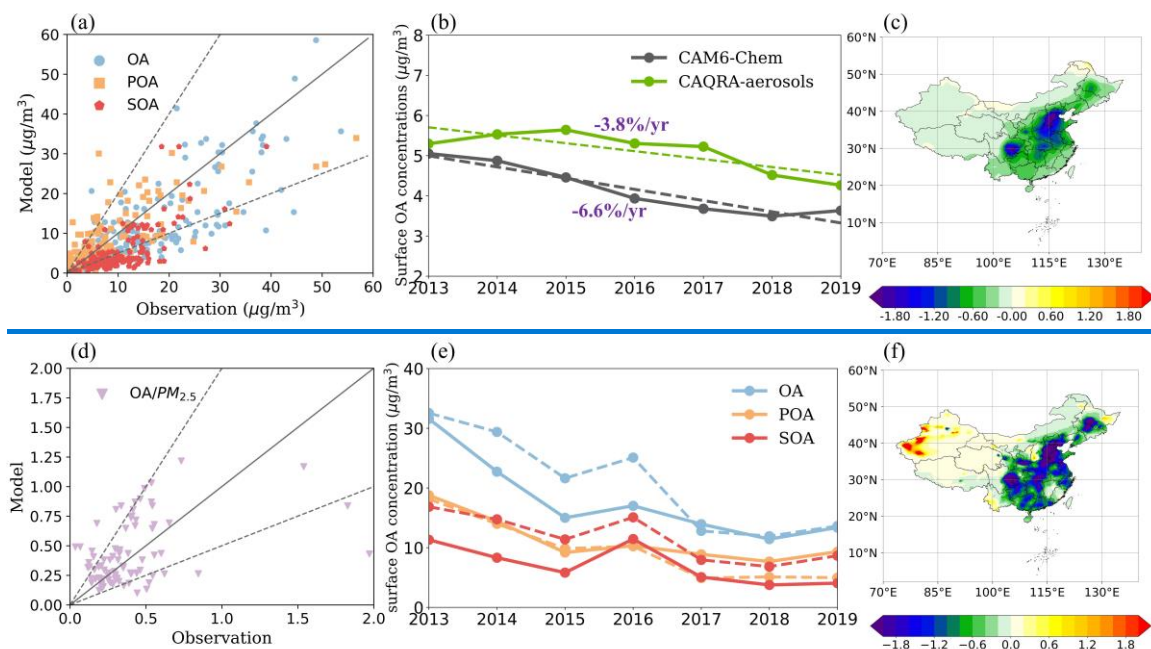 (a)
60
50
40
30
20
10
0
Model (μg/m³)
OA
POA
SOA
0 10 20 30 40 50 60
Observation (μg/m³)
(b)
8
7
6
5
4
3
2
Surface OA concentrations (μg/m³)
CAM6-Chem
CAQRA-aerosols
-3.8%/yr
-6.6%/yr
2013 2014 2015 2016 2017 2018 2019
(c)
60°N
50°N
40°N
30°N
20°N
10°N
70°E 85°E 100°E 115°E 130°E
-1.80 -1.20 -0.60 -0.00 0.60 1.20 1.80
(d)
2.00
1.75
1.50
1.25
1.00
0.75
0.50
0.25
0.00
Model
OA/PM2.5
0.0 0.5 1.0 1.5 2.0
Observation
(e)
40
30
20
10
0
surface OA concentration (μg/m³)
OA
POA
SOA
2013 2014 2015 2016 2017 2018 2019
(f)
60°N
50°N
40°N
30°N
20°N
10°N
70°E 85°E 100°E 115°E 130°E
-1.8 -1.2 -0.6 0.0 0.6 1.2 1.8